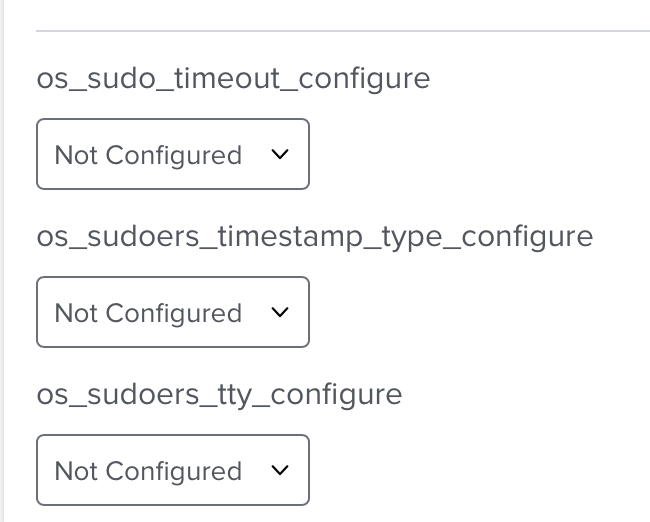 os_sudo_timeout_configure
Not Configured
os_sudoers_timestamp_type_configure
Not Configured
os_sudoers_tty_configure
Not Configured